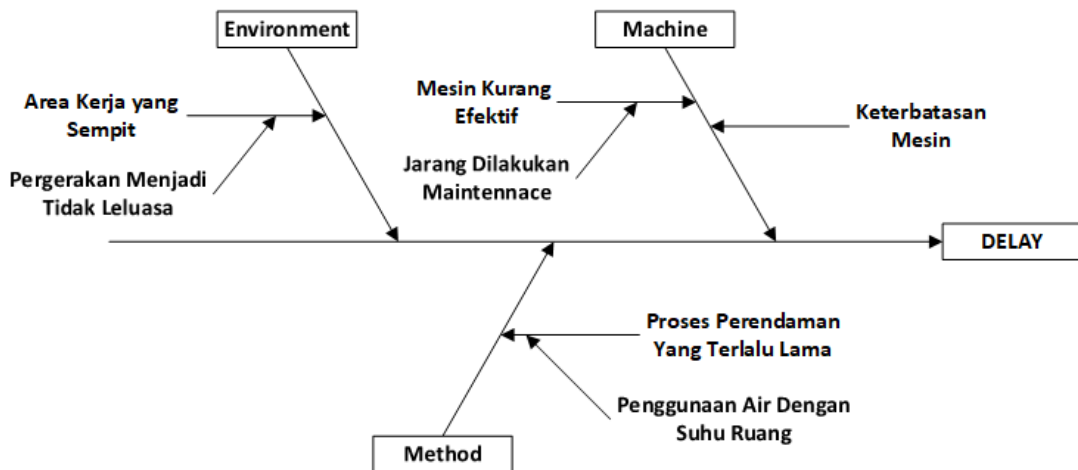 Environment
Machine
Area Kerja yang
Sempit
Pergerakan Menjadi
Tidak Leluasa
Mesin Kurang
Efektif
Jarang Dilakukan
Maintennace
Keterbatasan
Mesin
DELAY
Proses Perendaman
Yang Terlalu Lama
Penggunaan Air Dengan
Suhu Ruang
Method